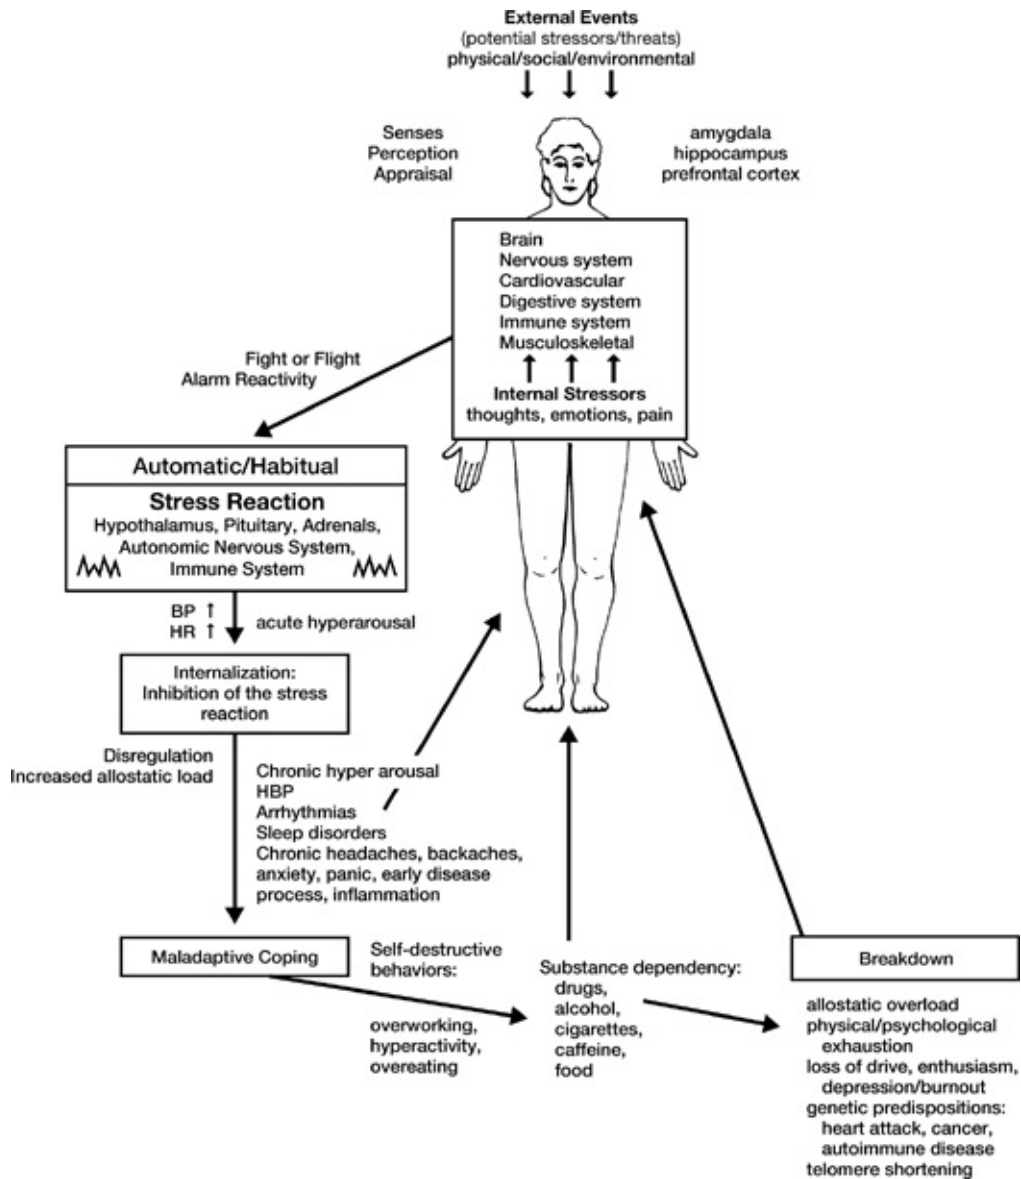 External Events
(potential stressors/threats)
physical/social/environmental
Senses
Perception
Appraisal
amygdala
hippocampus
prefrontal cortex
Brain
Nervous system
Cardiovascular
Digestive system
Immune system
Musculoskeletal
Internal Stressors
thoughts, emotions, pain
Fight or Flight
Alarm Reactivity
Automatic/Habitual
Stress Reaction
Hypothalamus, Pituitary, Adrenals,
Autonomic Nervous System,
Immune System
BP ↑
HR ↑
acute hyperarousal
Internalization:
Inhibition of the stress
reaction
Disregulation
Increased allostatic load
Chronic hyper arousal
HBP
Arrhythmias
Sleep disorders
Chronic headaches, backaches,
anxiety, panic, early disease
process, inflammation
Maladaptive Coping
Self-destructive
behaviors:
overworking,
hyperactivity,
overeating
Substance dependency:
drugs,
alcohol,
cigarettes,
caffeine,
food
Breakdown
allostatic overload
physical/psychological
exhaustion
loss of drive, enthusiasm,
depression/burnout
genetic predispositions:
heart attack, cancer,
autoimmune disease
telomere shortening